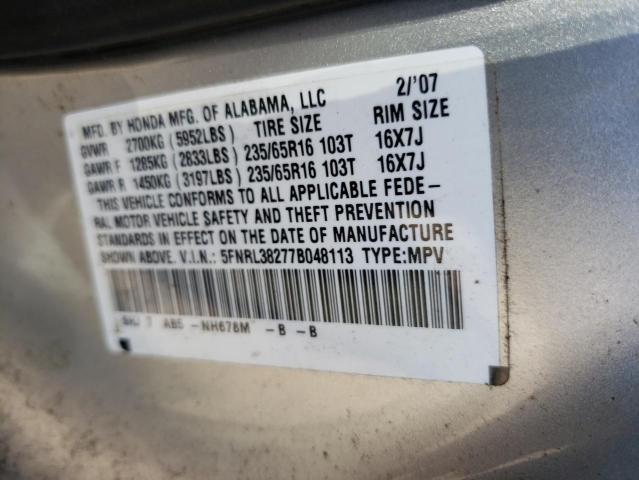 MFD. BY HONDA MFG. OF ALABAMA, LLC 2/'07
GVWR 2700KG (5952LBS) TIRE SIZE RIM SIZE
GAWR F 1285KG (2833LBS) 235/65R16 103T 16X7J
GAWR R 1450KG (3197LBS) 235/65R16 103T 16X7J
THIS VEHICLE CONFORMS TO ALL APPLICABLE FEDE-
RAL MOTOR VEHICLE SAFETY AND THEFT PREVENTION
STANDARDS IN EFFECT ON THE DATE OF MANUFACTURE
SHOWN ABOVE. V.I.N.: 5FNRL38277B048113 TYPE:MPV
SHJ 7 AB5 -NH678M -B -B